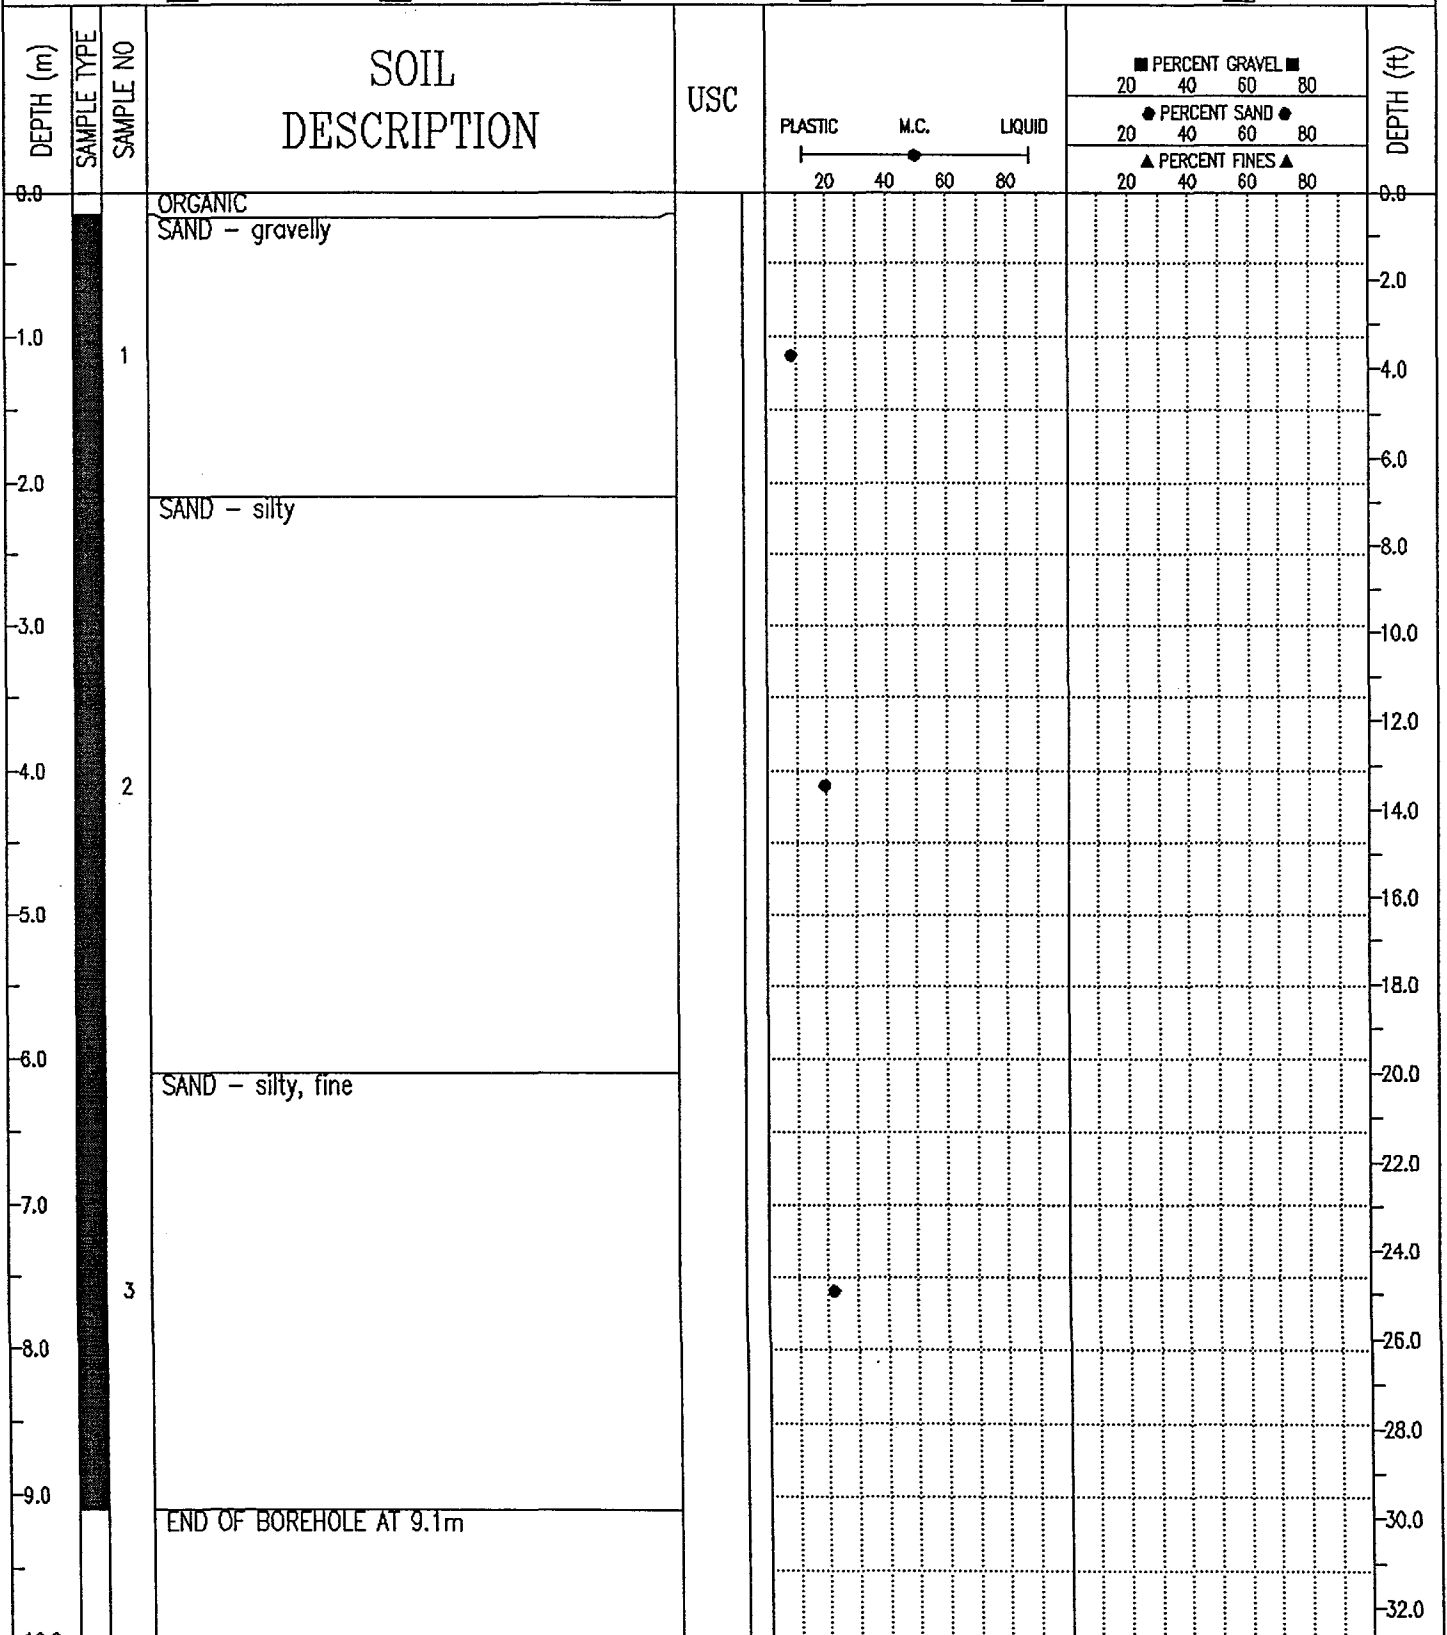 DEPTH (m)
SAMPLE TYPE
SAMPLE NO
SOIL
DESCRIPTION
USC
PLASTIC M.C. LIQUID
20 40 60 80
■ PERCENT GRAVEL ■
20 40 60 80
● PERCENT SAND ●
20 40 60 80
▲ PERCENT FINES ▲
20 40 60 80
DEPTH (ft)
0.0
ORGANIC
0.0
SAND – gravelly
2.0
1.0
1
4.0
6.0
2.0
SAND – silty
8.0
3.0
10.0
12.0
4.0
2
14.0
16.0
5.0
18.0
6.0
20.0
SAND – silty, fine
22.0
7.0
24.0
3
26.0
8.0
28.0
9.0
30.0
END OF BOREHOLE AT 9.1m
32.0